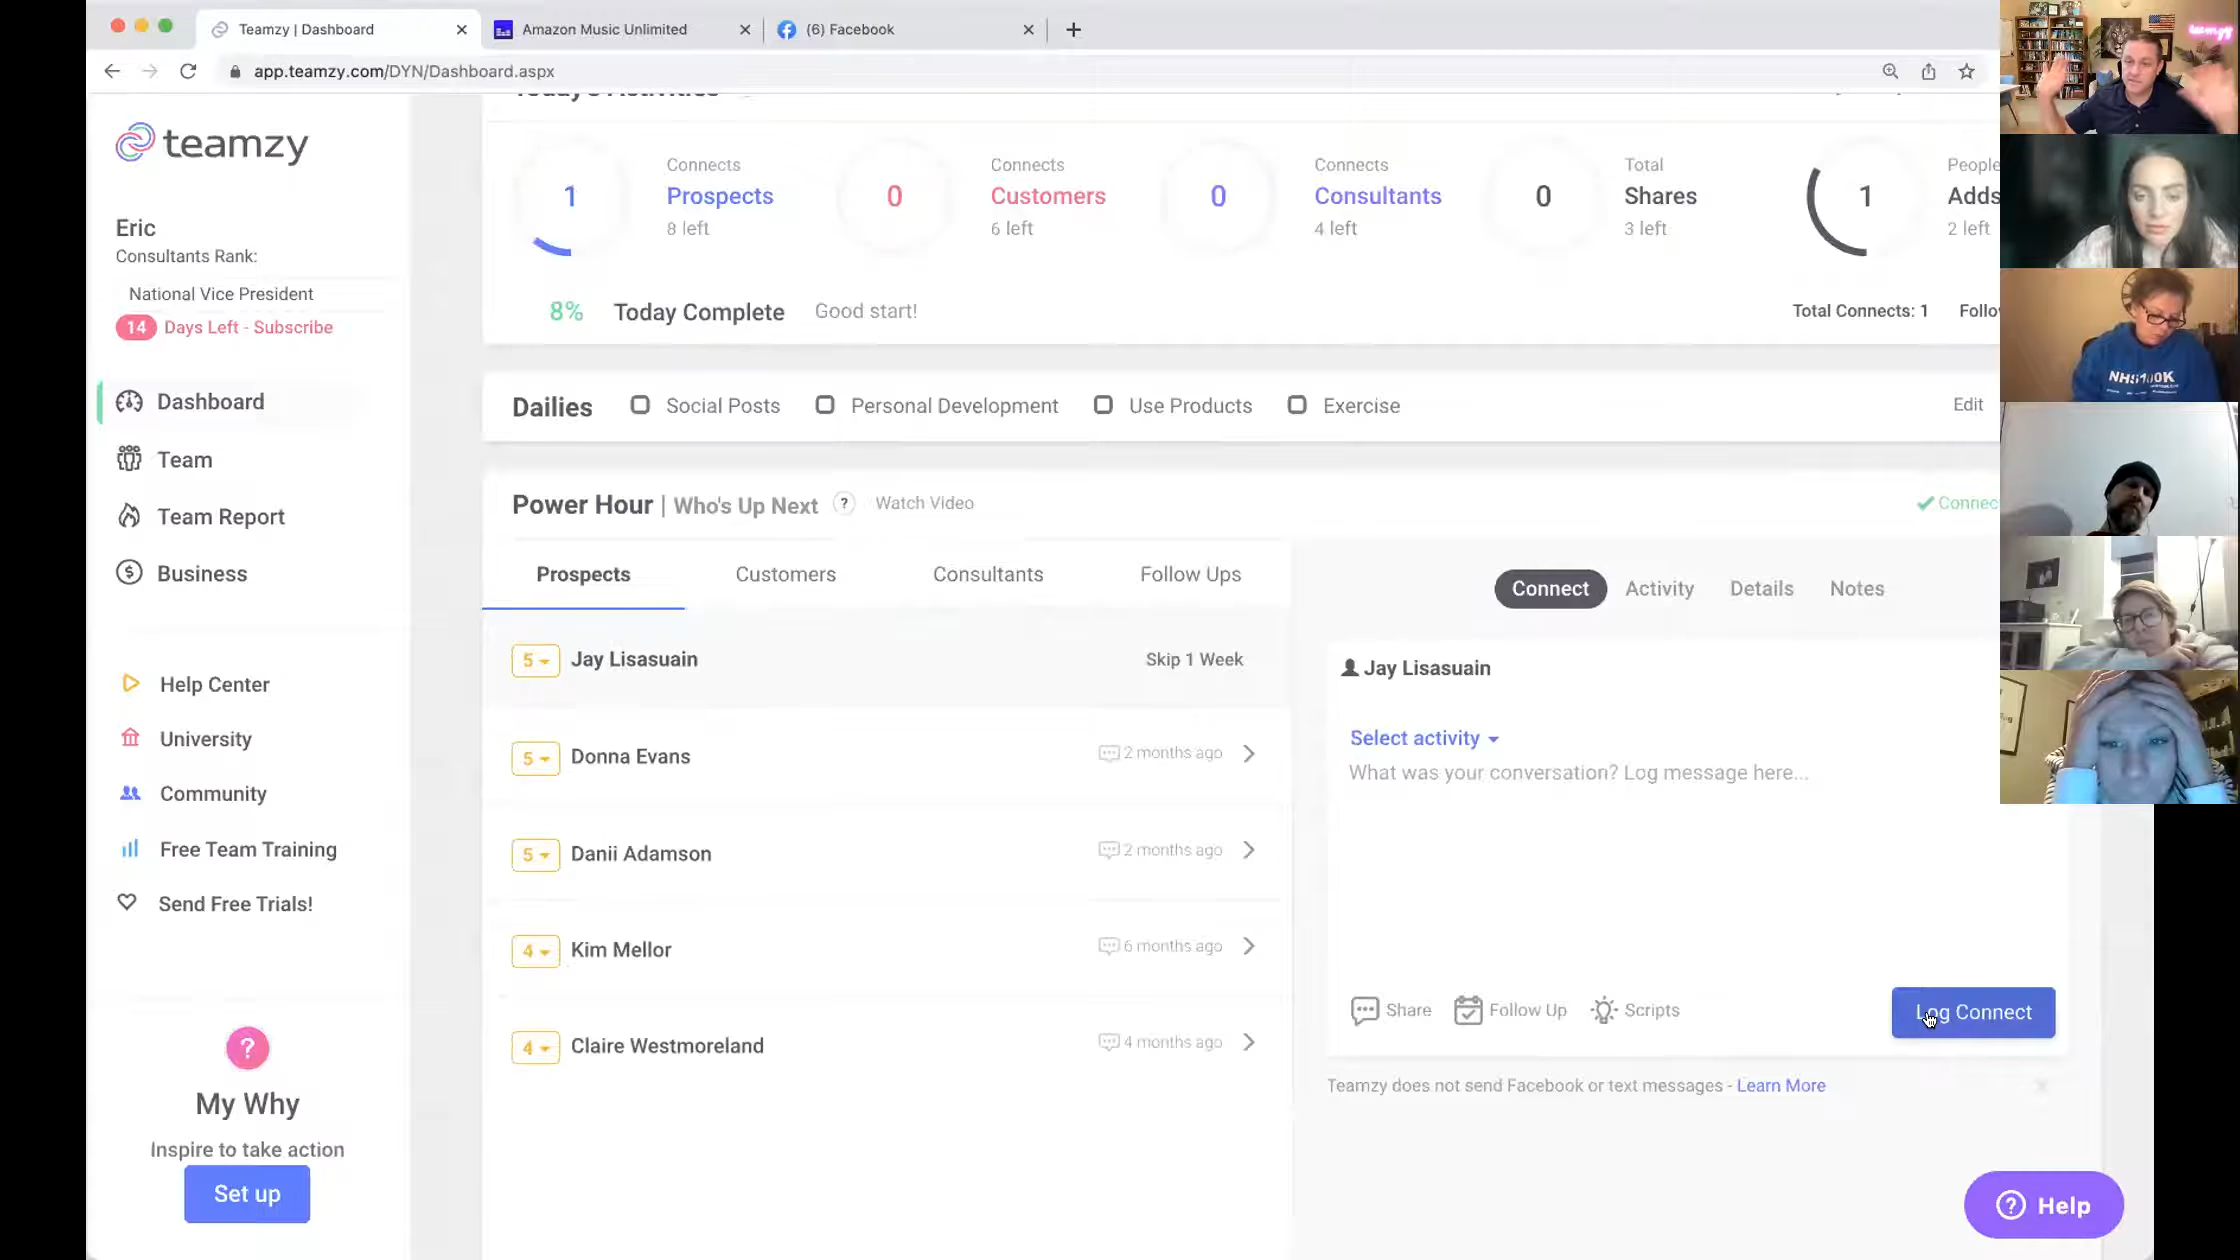 Teamzy | Dashboard
Amazon Music Unlimited
(6) Facebook
app.teamzy.com/DYN/Dashboard.aspx
teamzy
teamzy
Eric
Consultants Rank:
National Vice President
14 Days Left - Subscribe
Dashboard
Team
Team Report
Business
Help Center
University
Community
Free Team Training
Send Free Trials!
?
My Why
Inspire to take action
Set up
Today's Activities
1
Connects
Prospects
8 left
0
Connects
Customers
6 left
0
Connects
Consultants
4 left
0
Total
Shares
3 left
1
People
Adds
2 left
8% Today Complete Good start!
Total Connects: 1 Follo
Dailies Social Posts Personal Development Use Products Exercise Edit
Power Hour | Who's Up Next ? Watch Video
Connec
Prospects Customers Consultants Follow Ups
5 Jay Lisasuain Skip 1 Week
5 Donna Evans 2 months ago
5 Danii Adamson 2 months ago
4 Kim Mellor 6 months ago
4 Claire Westmoreland 4 months ago
Connect Activity Details Notes
Jay Lisasuain
Select activity
What was your conversation? Log message here...
Share Follow Up Scripts
Log Connect
Teamzy does not send Facebook or text messages - Learn More
? Help